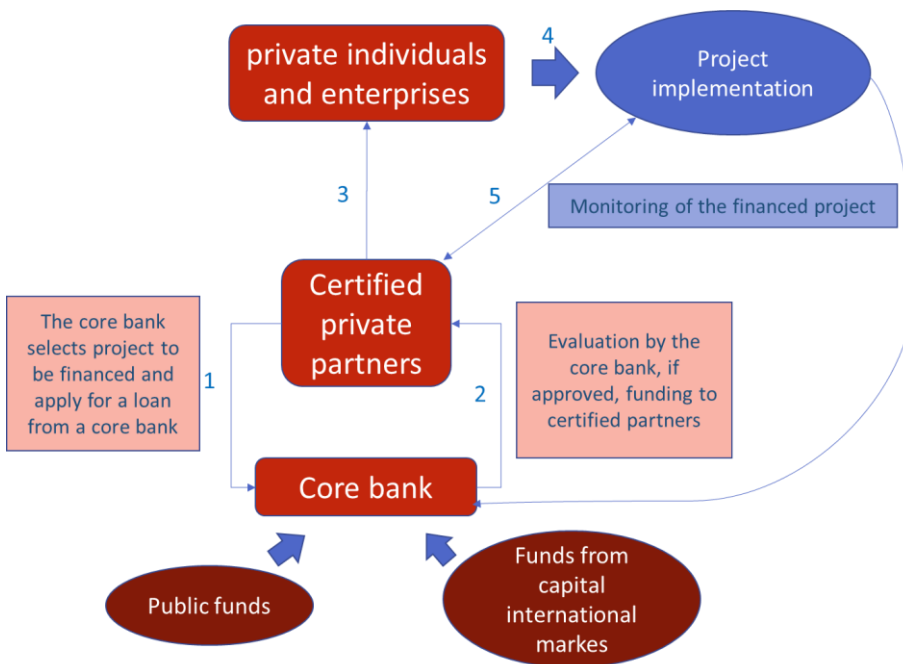 private individuals
and enterprises
4
Project
implementation
3
5
Monitoring of the financed project
Certified
private
partners
The core bank
selects project to
be financed and
apply for a loan
from a core bank
1
2
Evaluation by the
core bank, if
approved, funding to
certified partners
Core bank
Public funds
Funds from
capital
international
markes